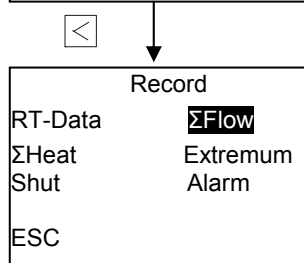 <
Record
RT-Data ΣFlow
ΣHeat Extremum
Shut Alarm
ESC